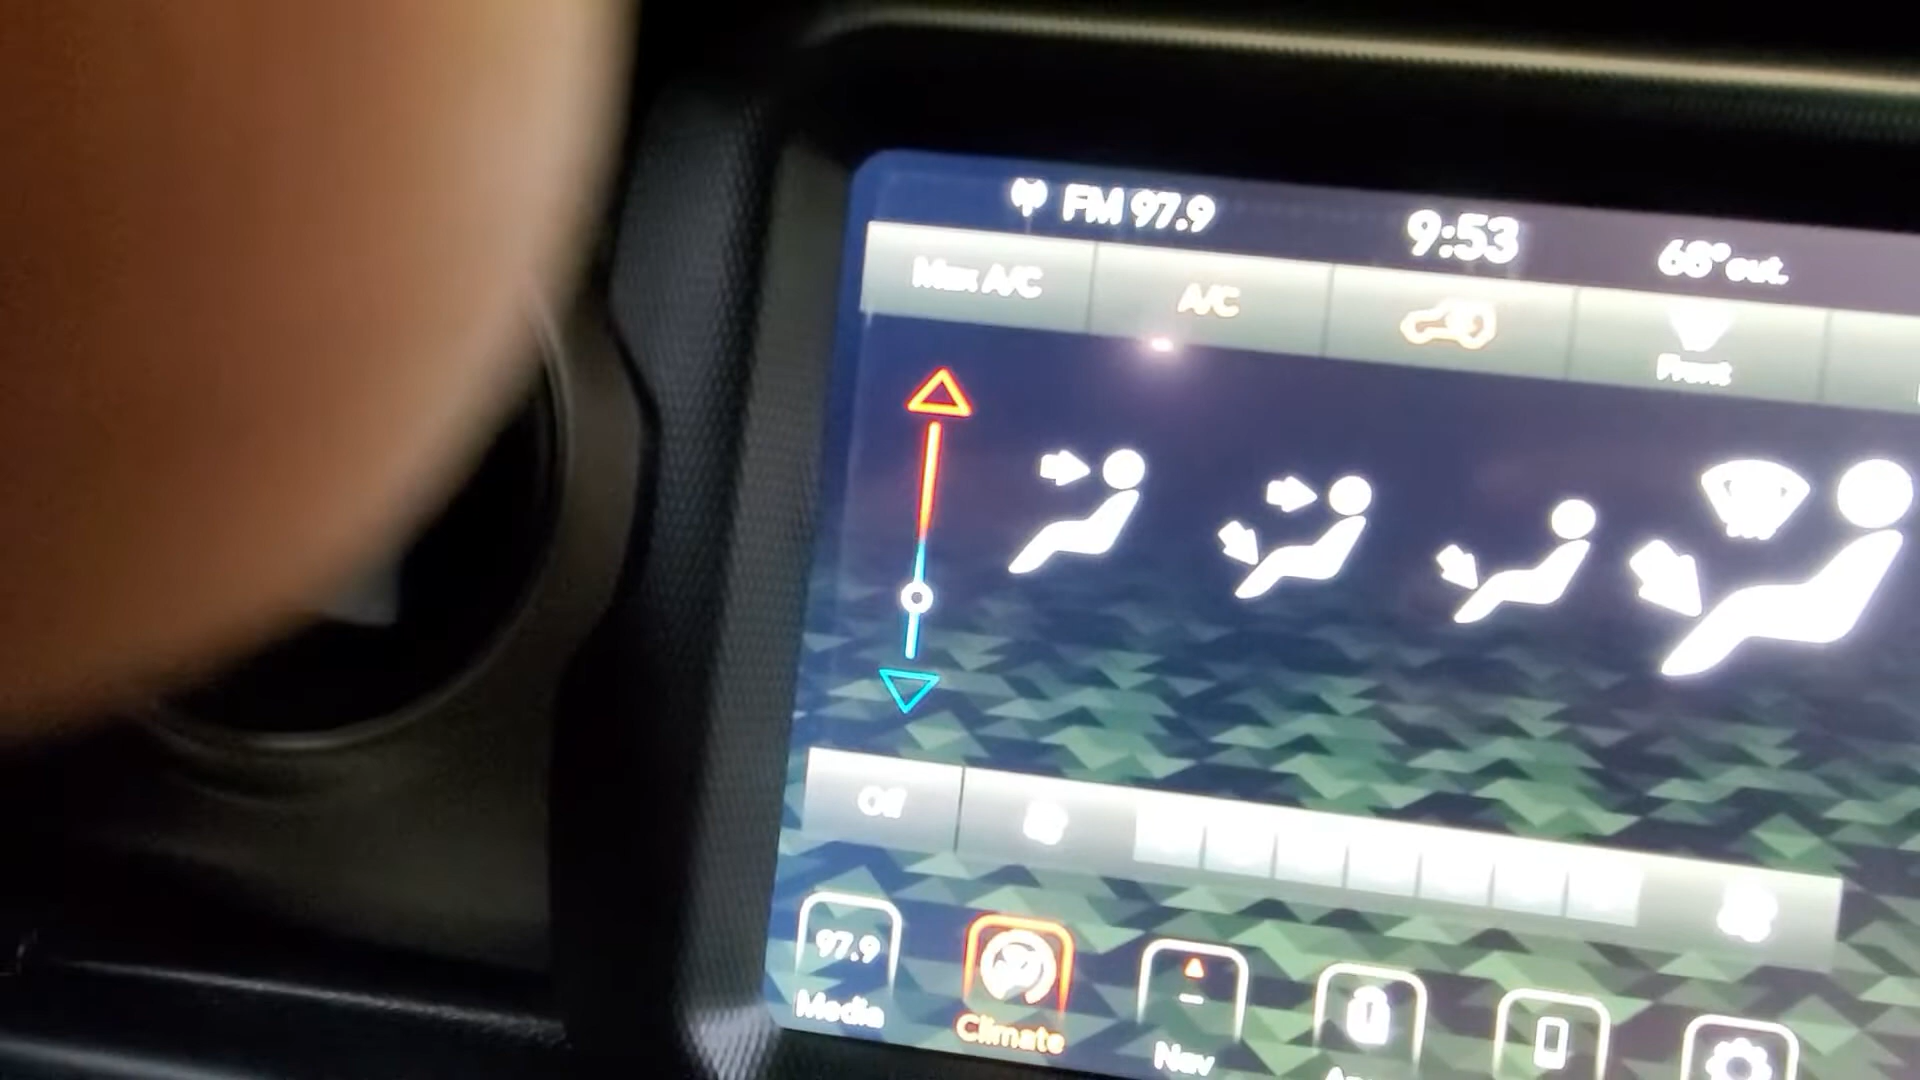 FM 97.9
9:53
68° out.
Max A/C
A/C
Front
Off
97.9
Media
Climate
Nav